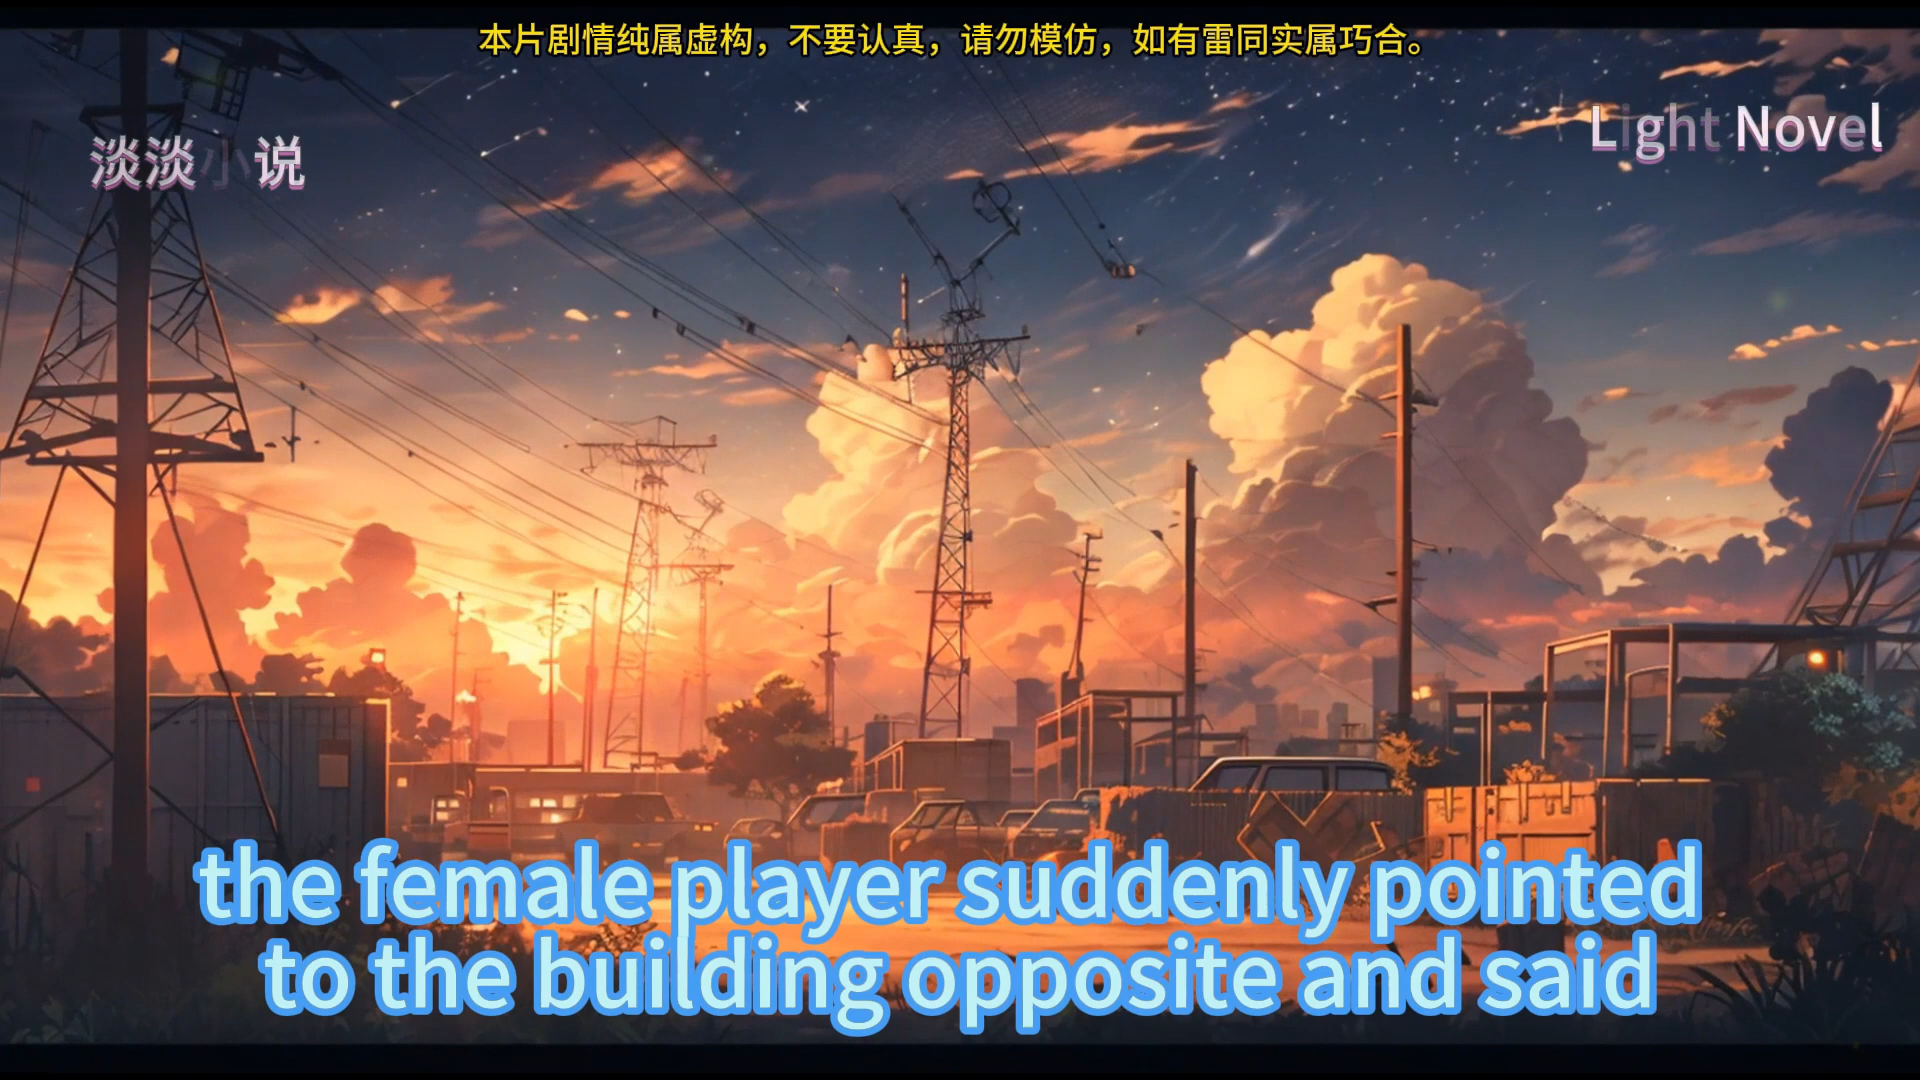 本片剧情纯属虚构，不要认真，请勿模仿，如有雷同实属巧合。
淡淡小说
Light Novel
the female player suddenly pointed
to the building opposite and said